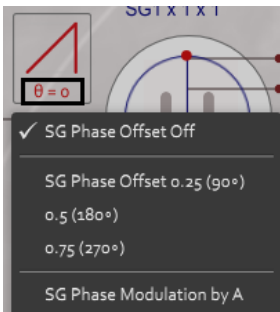 SG1 x 1 x 1
θ = 0
✓ SG Phase Offset Off
SG Phase Offset 0.25 (90°)
0.5 (180°)
0.75 (270°)
SG Phase Modulation by A